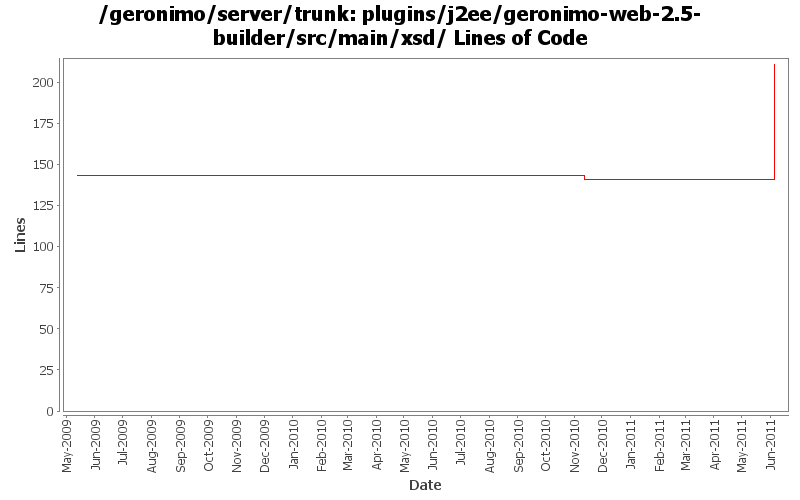 /geronimo/server/trunk: plugins/j2ee/geronimo-web-2.5-
builder/src/main/xsd/ Lines of Code
200
175
150
125
100
75
50
25
0
Lines
May-2009
Jun-2009
Jul-2009
Aug-2009
Sep-2009
Oct-2009
Nov-2009
Dec-2009
Jan-2010
Feb-2010
Mar-2010
Apr-2010
May-2010
Jun-2010
Jul-2010
Aug-2010
Sep-2010
Oct-2010
Nov-2010
Dec-2010
Jan-2011
Feb-2011
Mar-2011
Apr-2011
May-2011
Jun-2011
Date